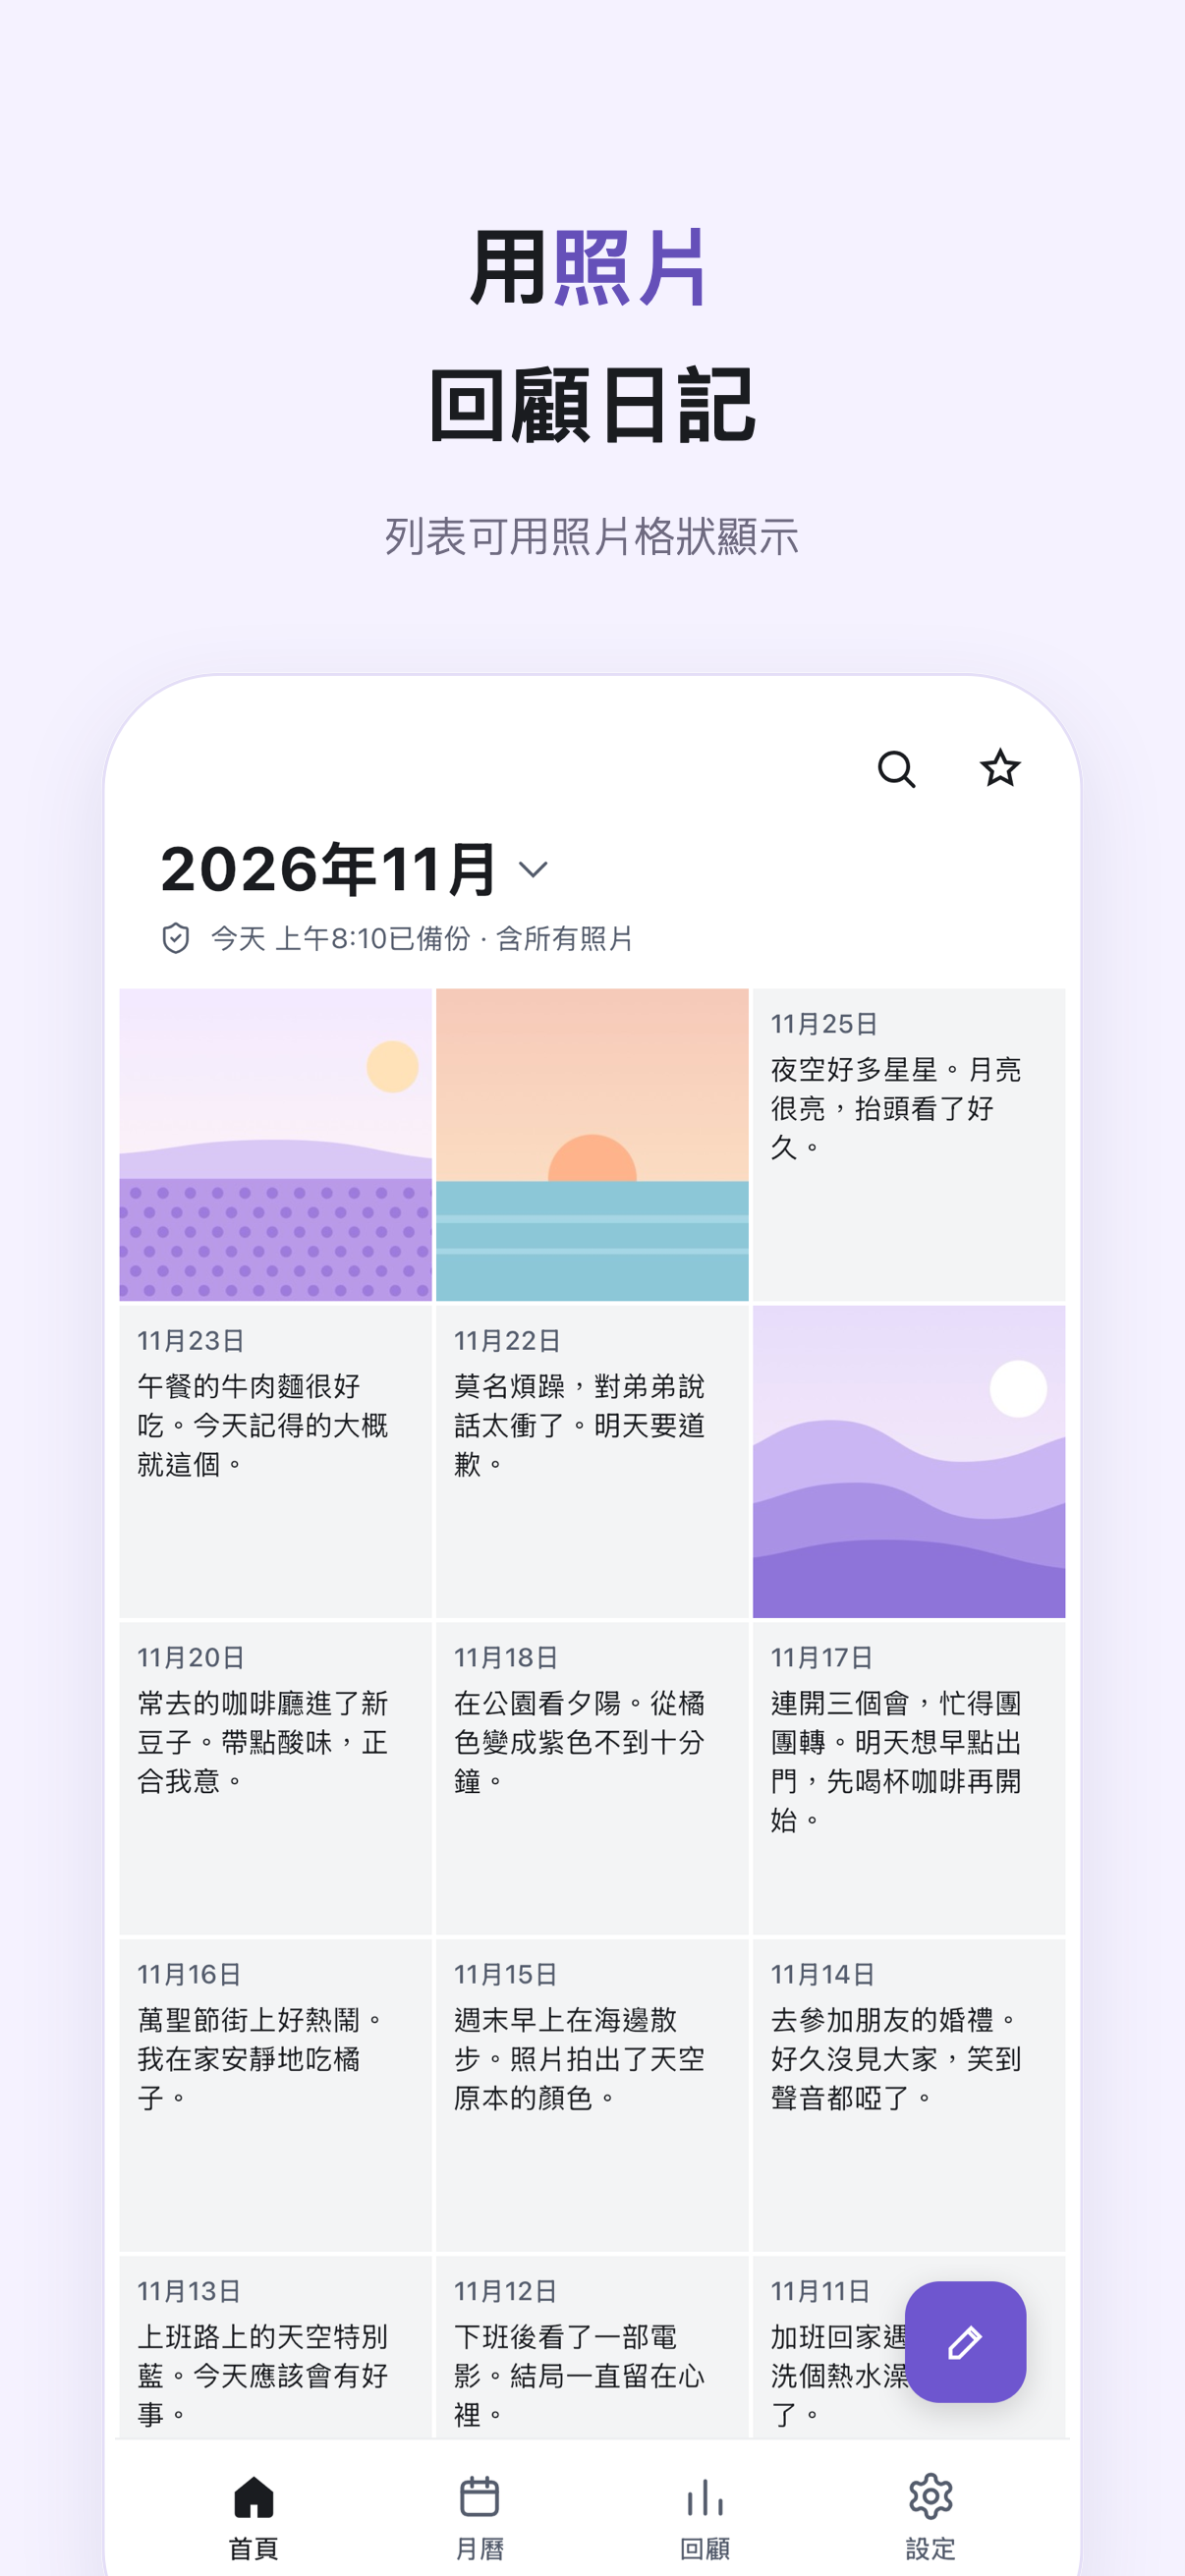 用照片
回顧日記
列表可用照片格狀顯示
2026年11月
今天 上午8:10已備份 · 含所有照片
11月25日
夜空好多星星。月亮
很亮，抬頭看了好
久。
11月23日
午餐的牛肉麵很好
吃。今天記得的大概
就這個。
11月22日
莫名煩躁，對弟弟說
話太衝了。明天要道
歉。
11月20日
常去的咖啡廳進了新
豆子。帶點酸味，正
合我意。
11月18日
在公園看夕陽。從橘
色變成紫色不到十分
鐘。
11月17日
連開三個會，忙得團
團轉。明天想早點出
門，先喝杯咖啡再開
始。
11月16日
萬聖節街上好熱鬧。
我在家安靜地吃橘
子。
11月15日
週末早上在海邊散
步。照片拍出了天空
原本的顏色。
11月14日
去參加朋友的婚禮。
好久沒見大家，笑到
聲音都啞了。
11月13日
上班路上的天空特別
藍。今天應該會有好
事。
11月12日
下班後看了一部電
影。結局一直留在心
裡。
11月11日
加班回家遇
洗個熱水澡
了。
首頁
月曆
回顧
設定